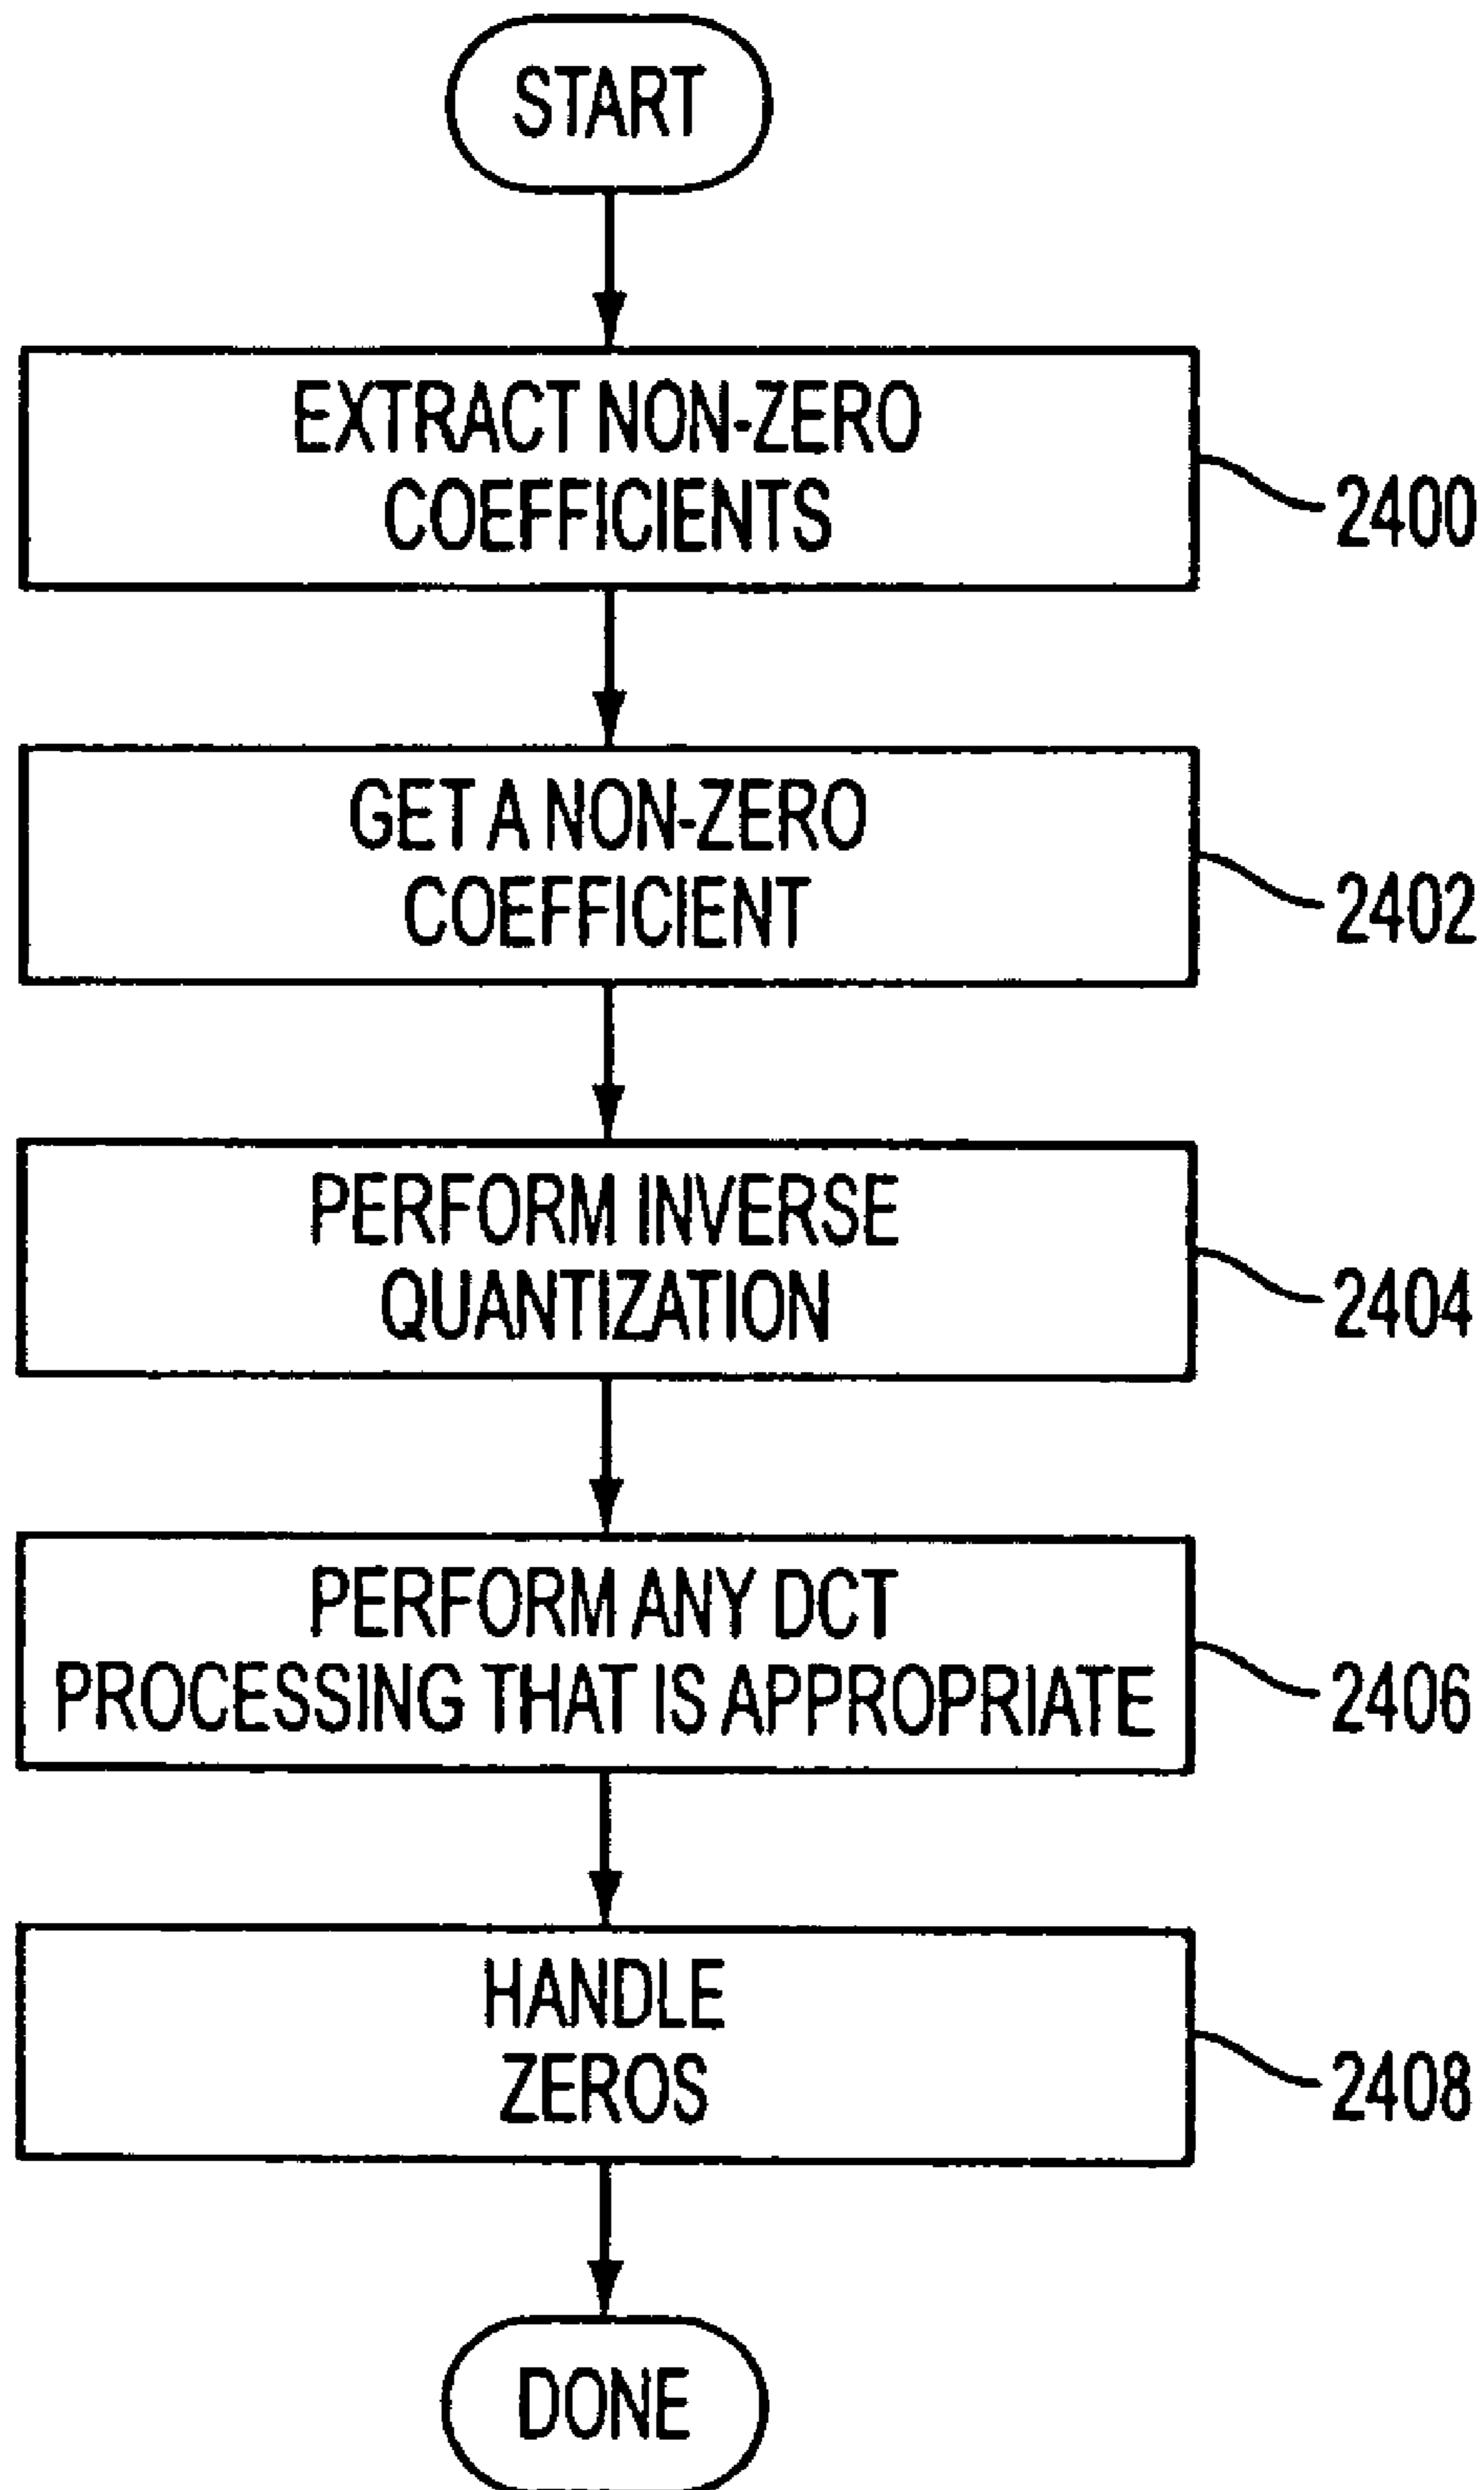 START
EXTRACT NON-ZERO
COEFFICIENTS
2400
GET A NON-ZERO
COEFFICIENT
2402
PERFORM INVERSE
QUANTIZATION
2404
PERFORM ANY DCT
PROCESSING THAT IS APPROPRIATE
2406
HANDLE
ZEROS
2408
DONE